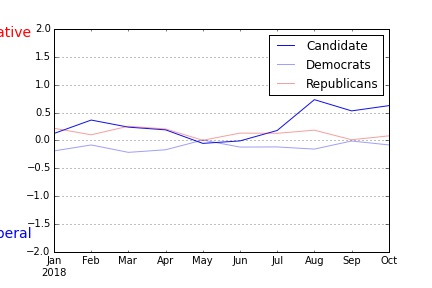 ative
Candidate
Democrats
Republicans
2.0
1.5
1.0
0.5
0.0
−0.5
−1.0
−1.5
−2.0
beral
Jan Feb Mar Apr May Jun Jul Aug Sep Oct
2018